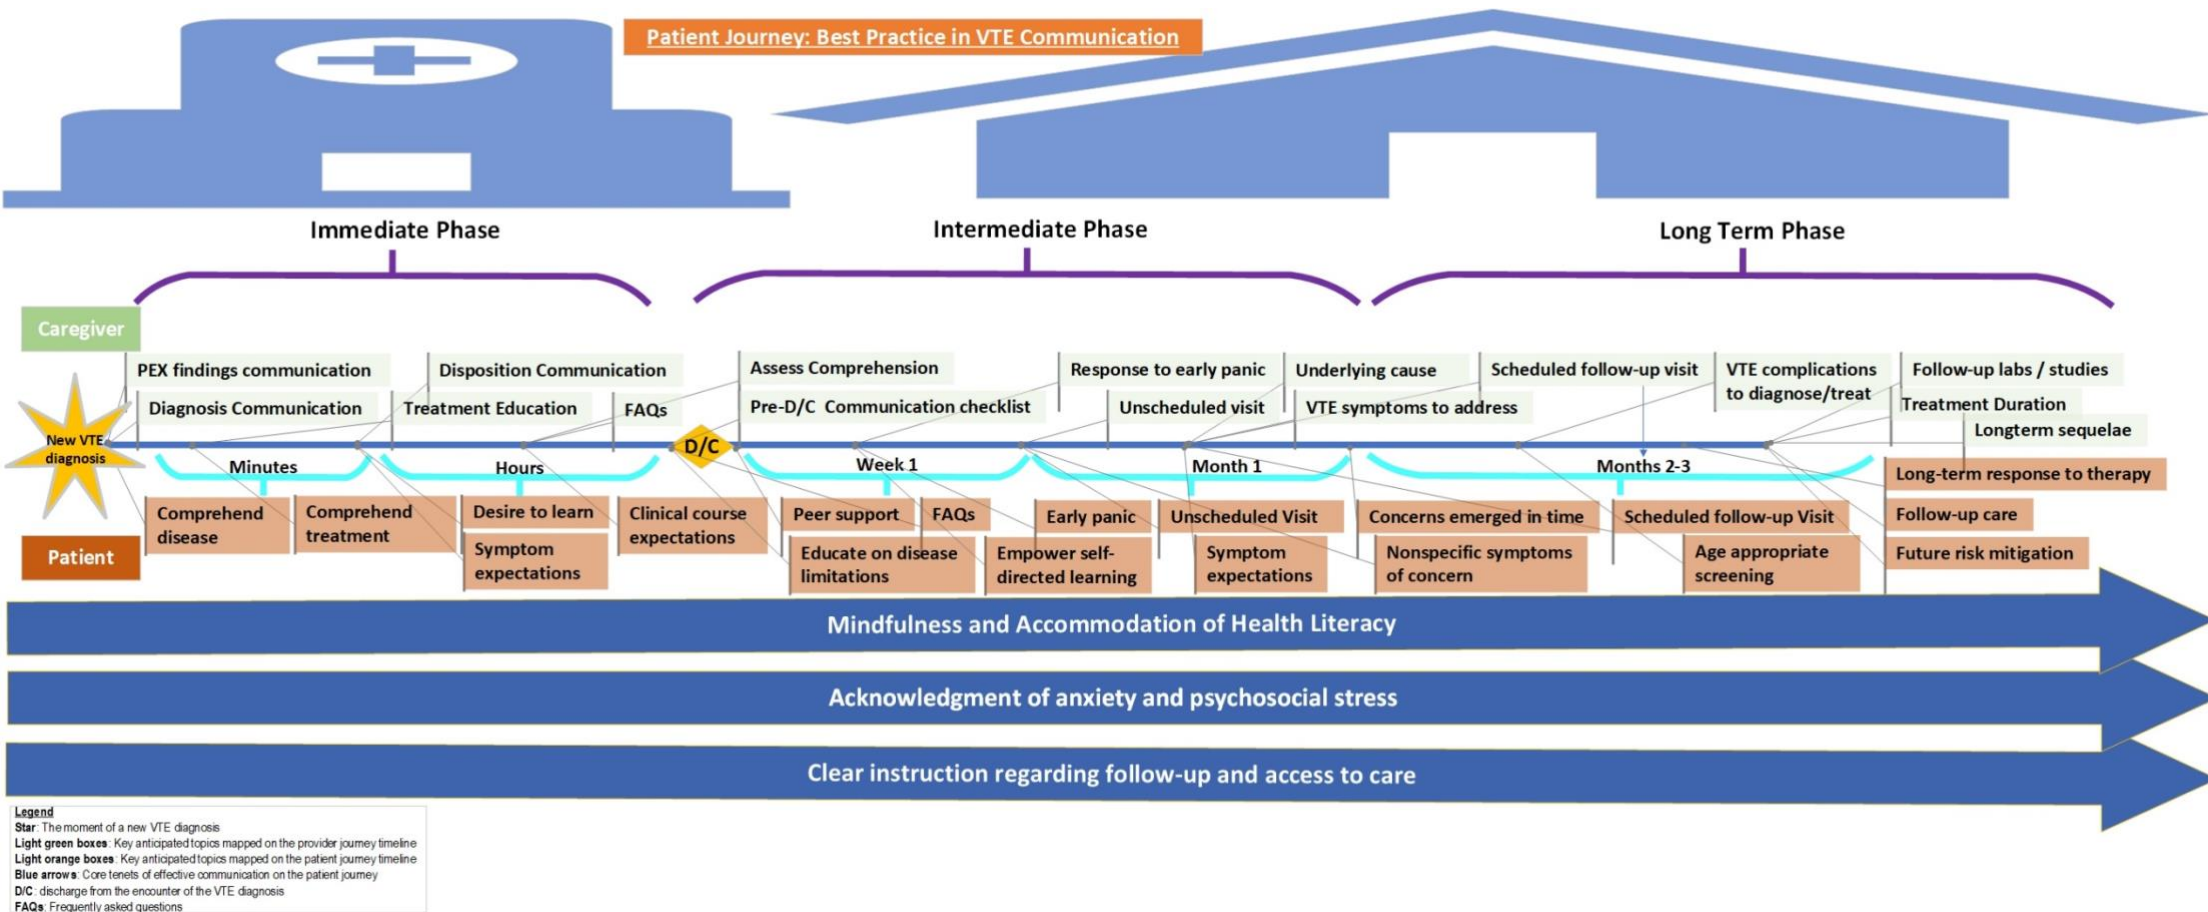 Patient Journey: Best Practice in VTE Communication
Immediate Phase
Intermediate Phase
Long Term Phase
Caregiver
PEX findings communication
Diagnosis Communication
Disposition Communication
Treatment Education
FAQs
Assess Comprehension
Pre-D/C Communication checklist
Response to early panic
Unscheduled visit
Underlying cause
VTE symptoms to address
Scheduled follow-up visit
VTE complications
to diagnose/treat
Follow-up labs / studies
Treatment Duration
Longterm sequelae
New VTE
diagnosis
D/C
Minutes
Hours
Week 1
Month 1
Months 2-3
Patient
Comprehend
disease
Comprehend
treatment
Desire to learn
Symptom
expectations
Clinical course
expectations
Peer support
Educate on disease
limitations
FAQs
Empower self-
directed learning
Early panic
Unscheduled Visit
Symptom
expectations
Concerns emerged in time
Nonspecific symptoms
of concern
Scheduled follow-up Visit
Age appropriate
screening
Long-term response to therapy
Follow-up care
Future risk mitigation
Mindfulness and Accommodation of Health Literacy
Acknowledgment of anxiety and psychosocial stress
Clear instruction regarding follow-up and access to care
Legend
Star: The moment of a new VTE diagnosis
Light green boxes: Key anticipated topics mapped on the provider journey timeline
Light orange boxes: Key anticipated topics mapped on the patient journey timeline
Blue arrows: Core tenets of effective communication on the patient journey
D/C: discharge from the encounter of the VTE diagnosis
FAQs: Frequently asked questions